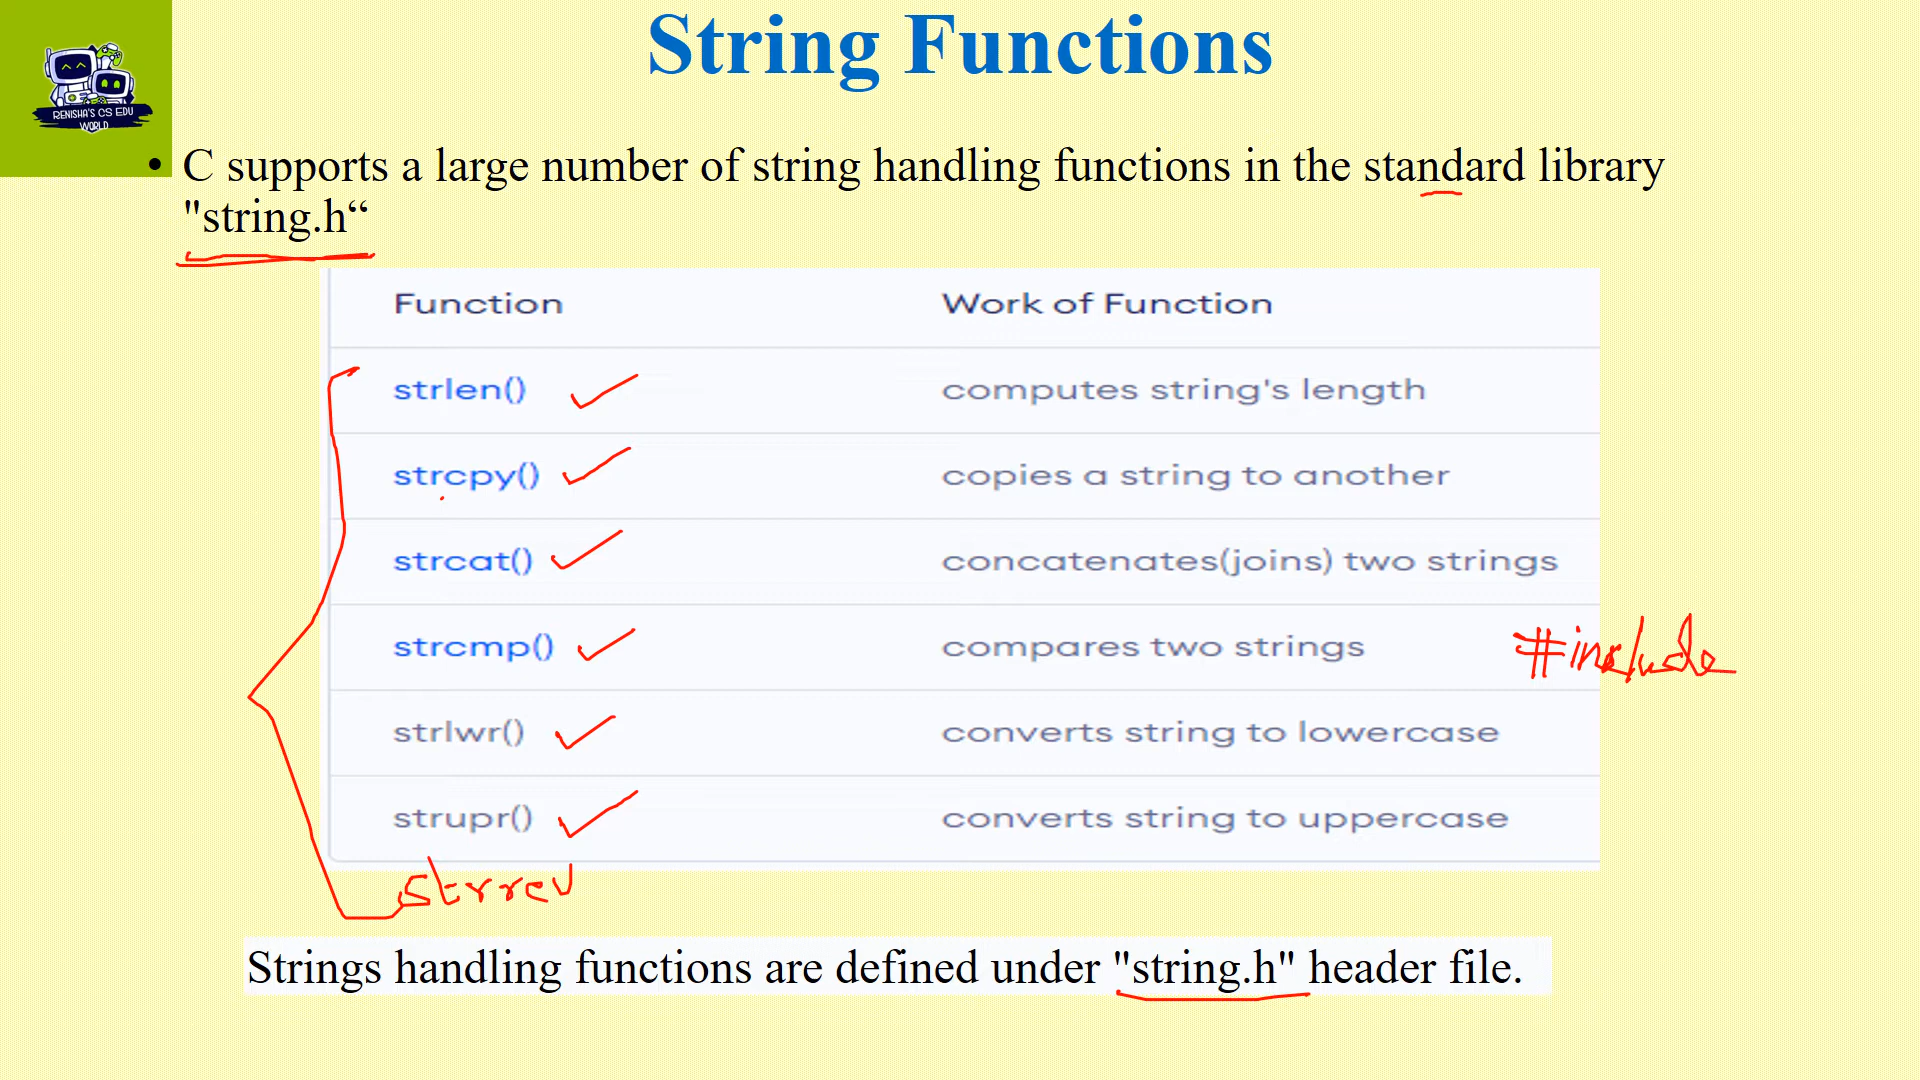 String Functions
RENISHA'S CS EDU
WORLD
• C supports a large number of string handling functions in the standard library
"string.h“
Function Work of Function
strlen() computes string's length
strcpy() copies a string to another
strcat() concatenates(joins) two strings
strcmp() compares two strings #include
strlwr() converts string to lowercase
strupr() converts string to uppercase
strrev
Strings handling functions are defined under "string.h" header file.